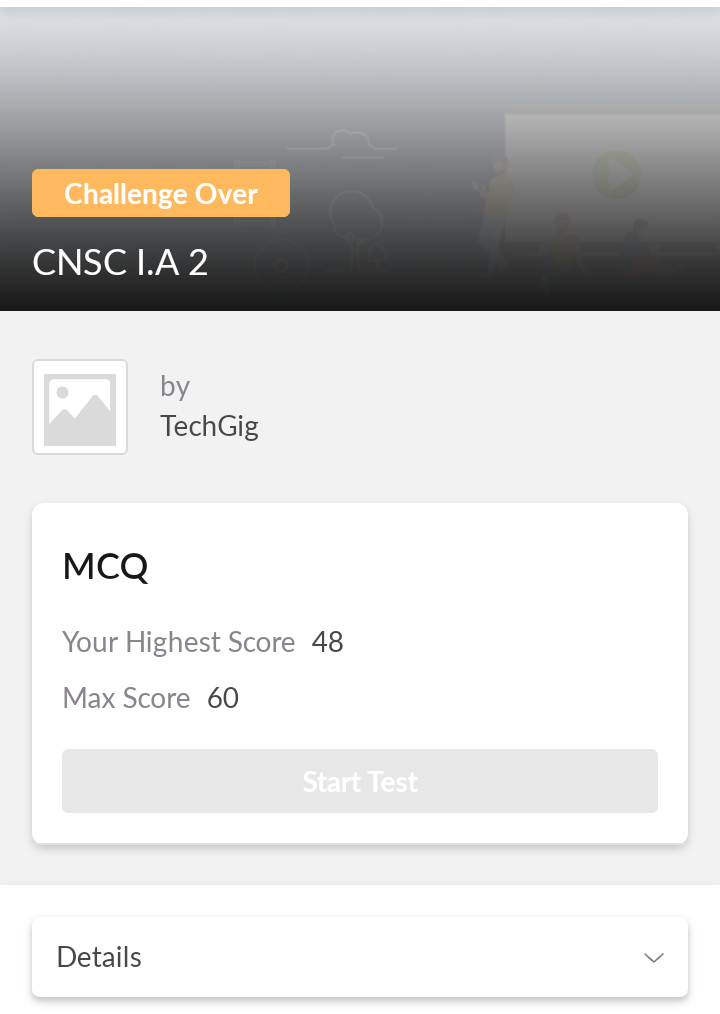 Challenge Over
CNSC I.A 2
by
TechGig
MCQ
Your Highest Score 48
Max Score 60
Start Test
Details